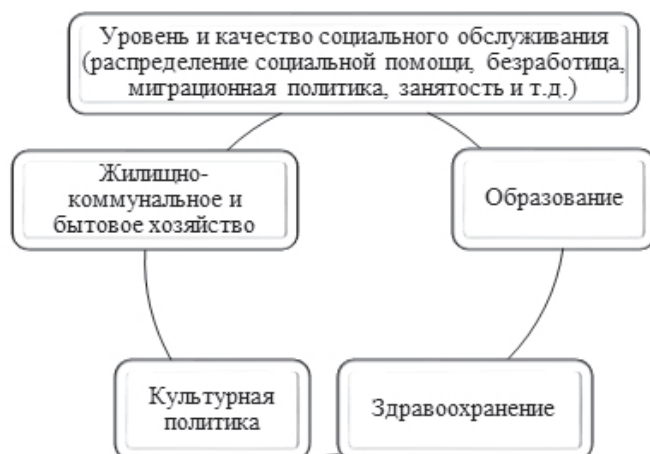 Уровень и качество социального обслуживания
(распределение социальной помощи, безработица,
миграционная политика, занятость и т.д.)
Жилищно-
коммунальное и
бытовое хозяйство
Образование
Культурная
политика
Здравоохранение